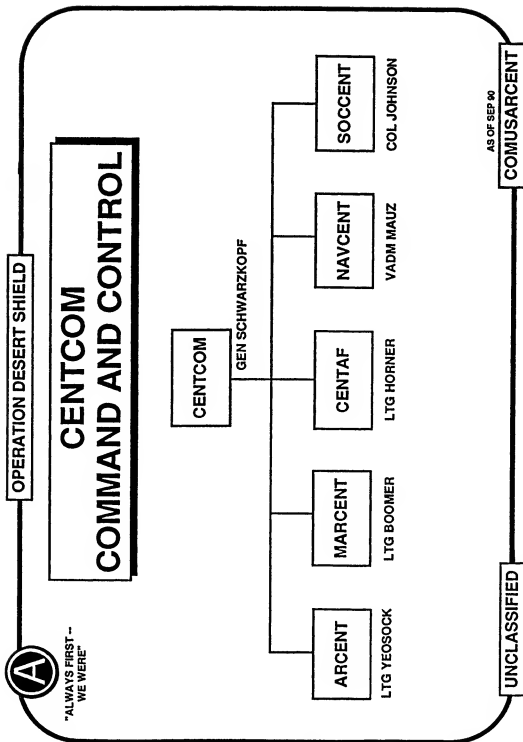 OPERATION DESERT SHIELD
A
"ALWAYS FIRST --
WE WERE"
CENTCOM
COMMAND AND CONTROL
CENTCOM
GEN SCHWARZKOPF
ARCENT
MARCENT
CENTAF
NAVCENT
SOCCENT
LTG YEOSOCK
LTG BOOMER
LTG HORNER
VADM MAUZ
COL JOHNSON
AS OF SEP 90
UNCLASSIFIED
COMUSARCENT